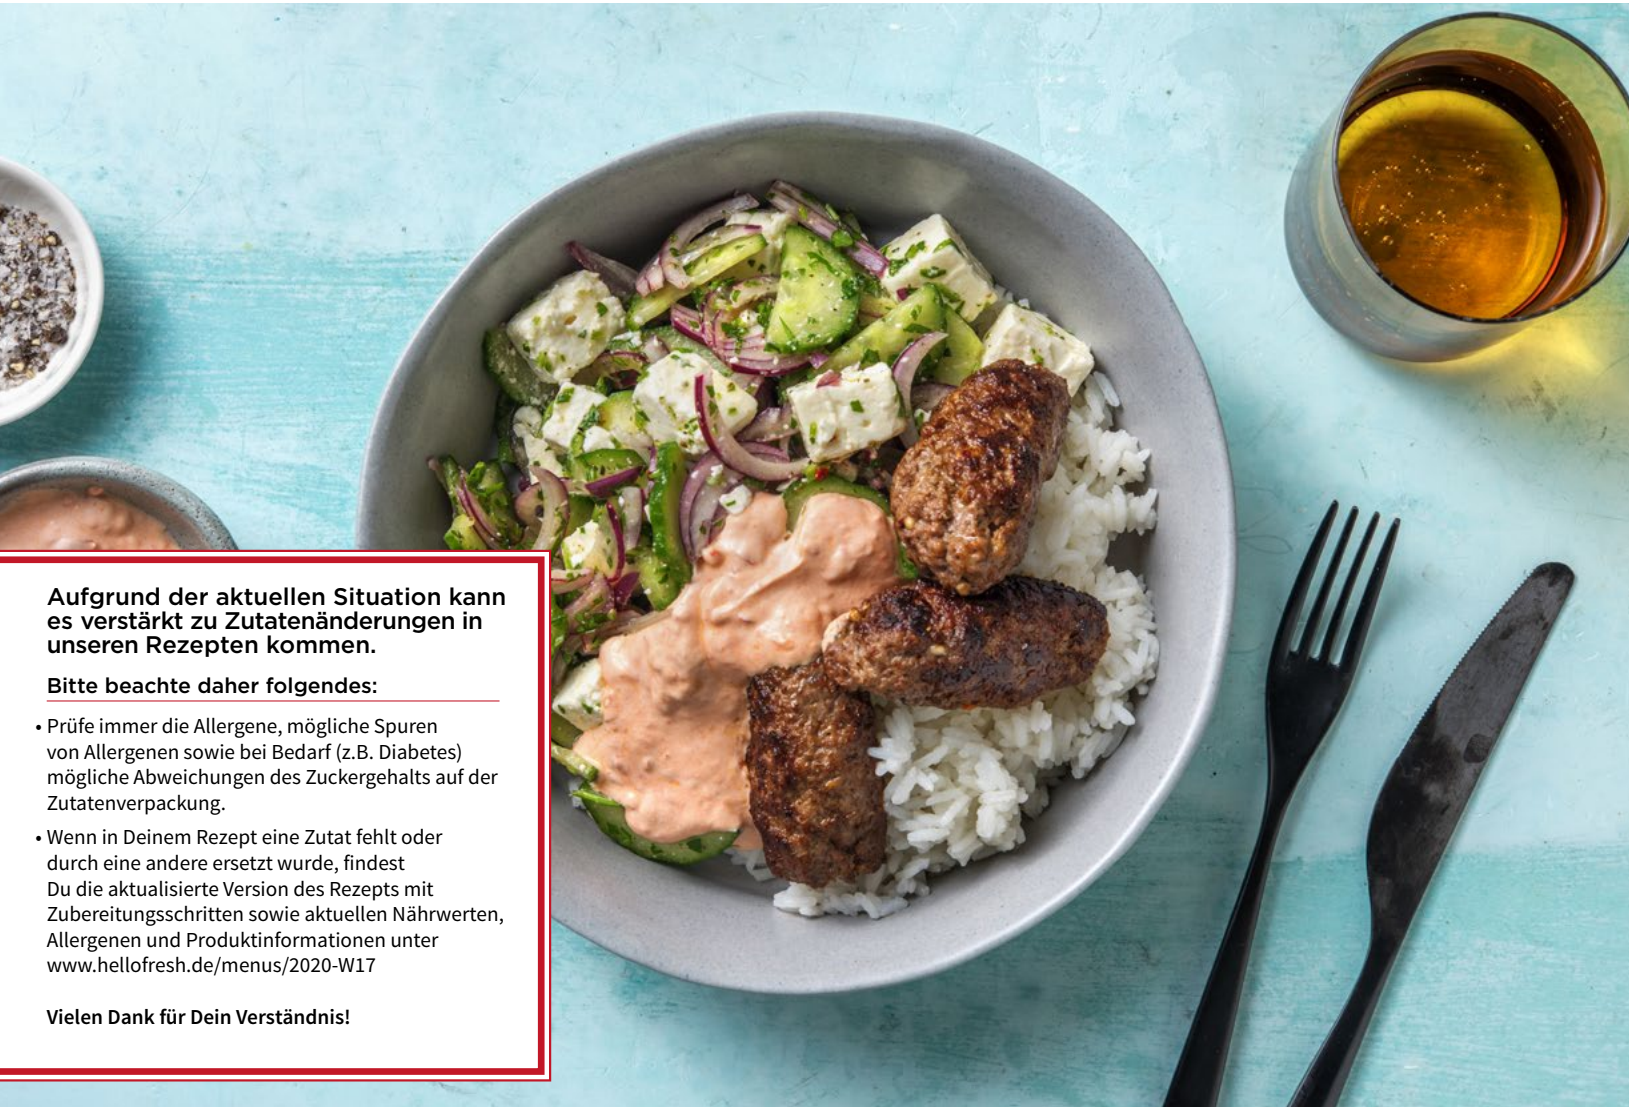 Aufgrund der aktuellen Situation kann
es verstärkt zu Zutatenänderungen in
unseren Rezepten kommen.
Bitte beachte daher folgendes:
• Prüfe immer die Allergene, mögliche Spuren
von Allergenen sowie bei Bedarf (z.B. Diabetes)
mögliche Abweichungen des Zuckergehalts auf der
Zutatenverpackung.
• Wenn in Deinem Rezept eine Zutat fehlt oder
durch eine andere ersetzt wurde, findest
Du die aktualisierte Version des Rezepts mit
Zubereitungsschritten sowie aktuellen Nährwerten,
Allergenen und Produktinformationen unter
www.hellofresh.de/menus/2020-W17
Vielen Dank für Dein Verständnis!